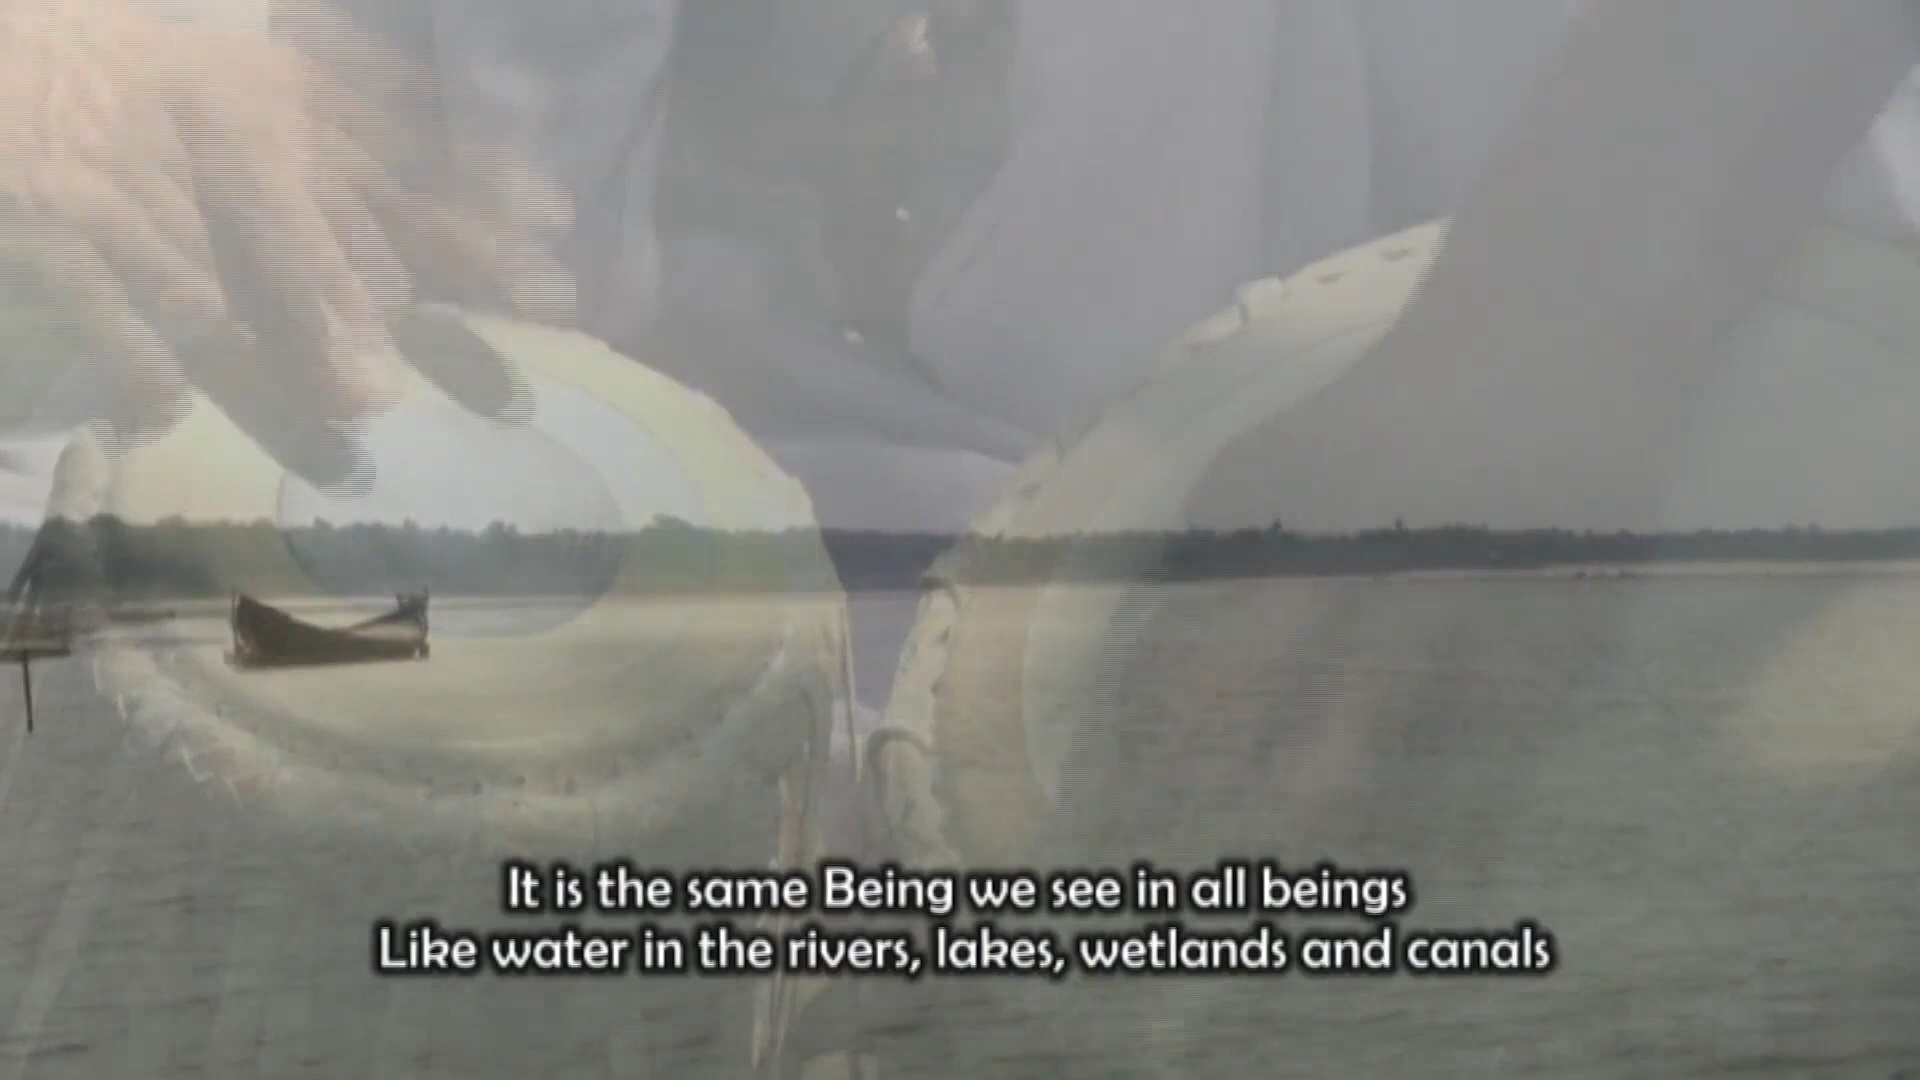 It is the same Being we see in all beings
Like water in the rivers, lakes, wetlands and canals